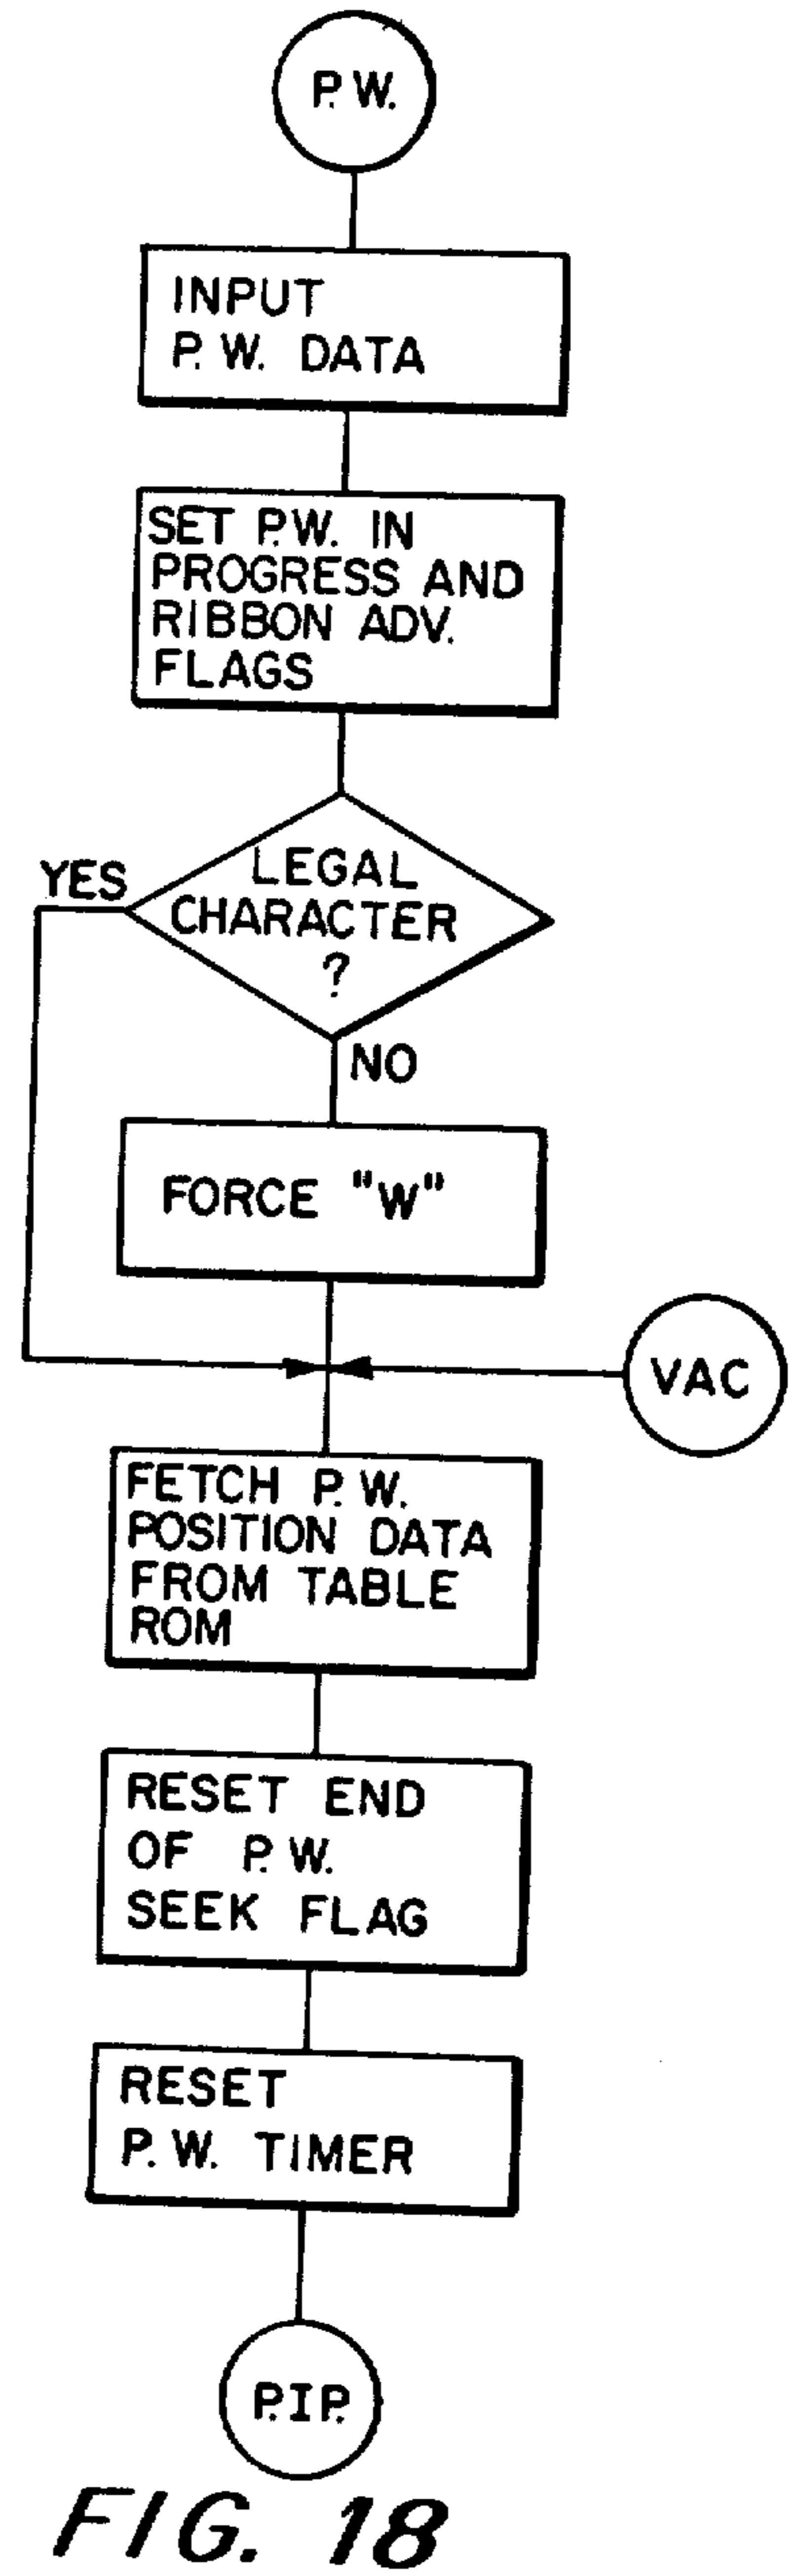 P.W.
INPUT
P.W. DATA
SET P.W. IN
PROGRESS AND
RIBBON ADV.
FLAGS
LEGAL
CHARACTER
?
YES
NO
FORCE "W"
VAC
FETCH P.W.
POSITION DATA
FROM TABLE
ROM
RESET END
OF P.W.
SEEK FLAG
RESET
P.W. TIMER
P.I.P.
FIG. 18